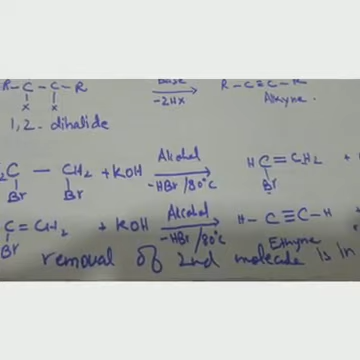 R-C-C-R Base → R-C≡C-R
X X -2HX Alkyne.
1,2-dihalide
2C — CH2 + KOH Alcohol → H C=CH2 +
Br Br -HBr/80°C Br
C=CH2 + KOH Alcohol → H-C≡C-H
Br -HBr/80°C Ethyne
removal of 2nd molecule is in